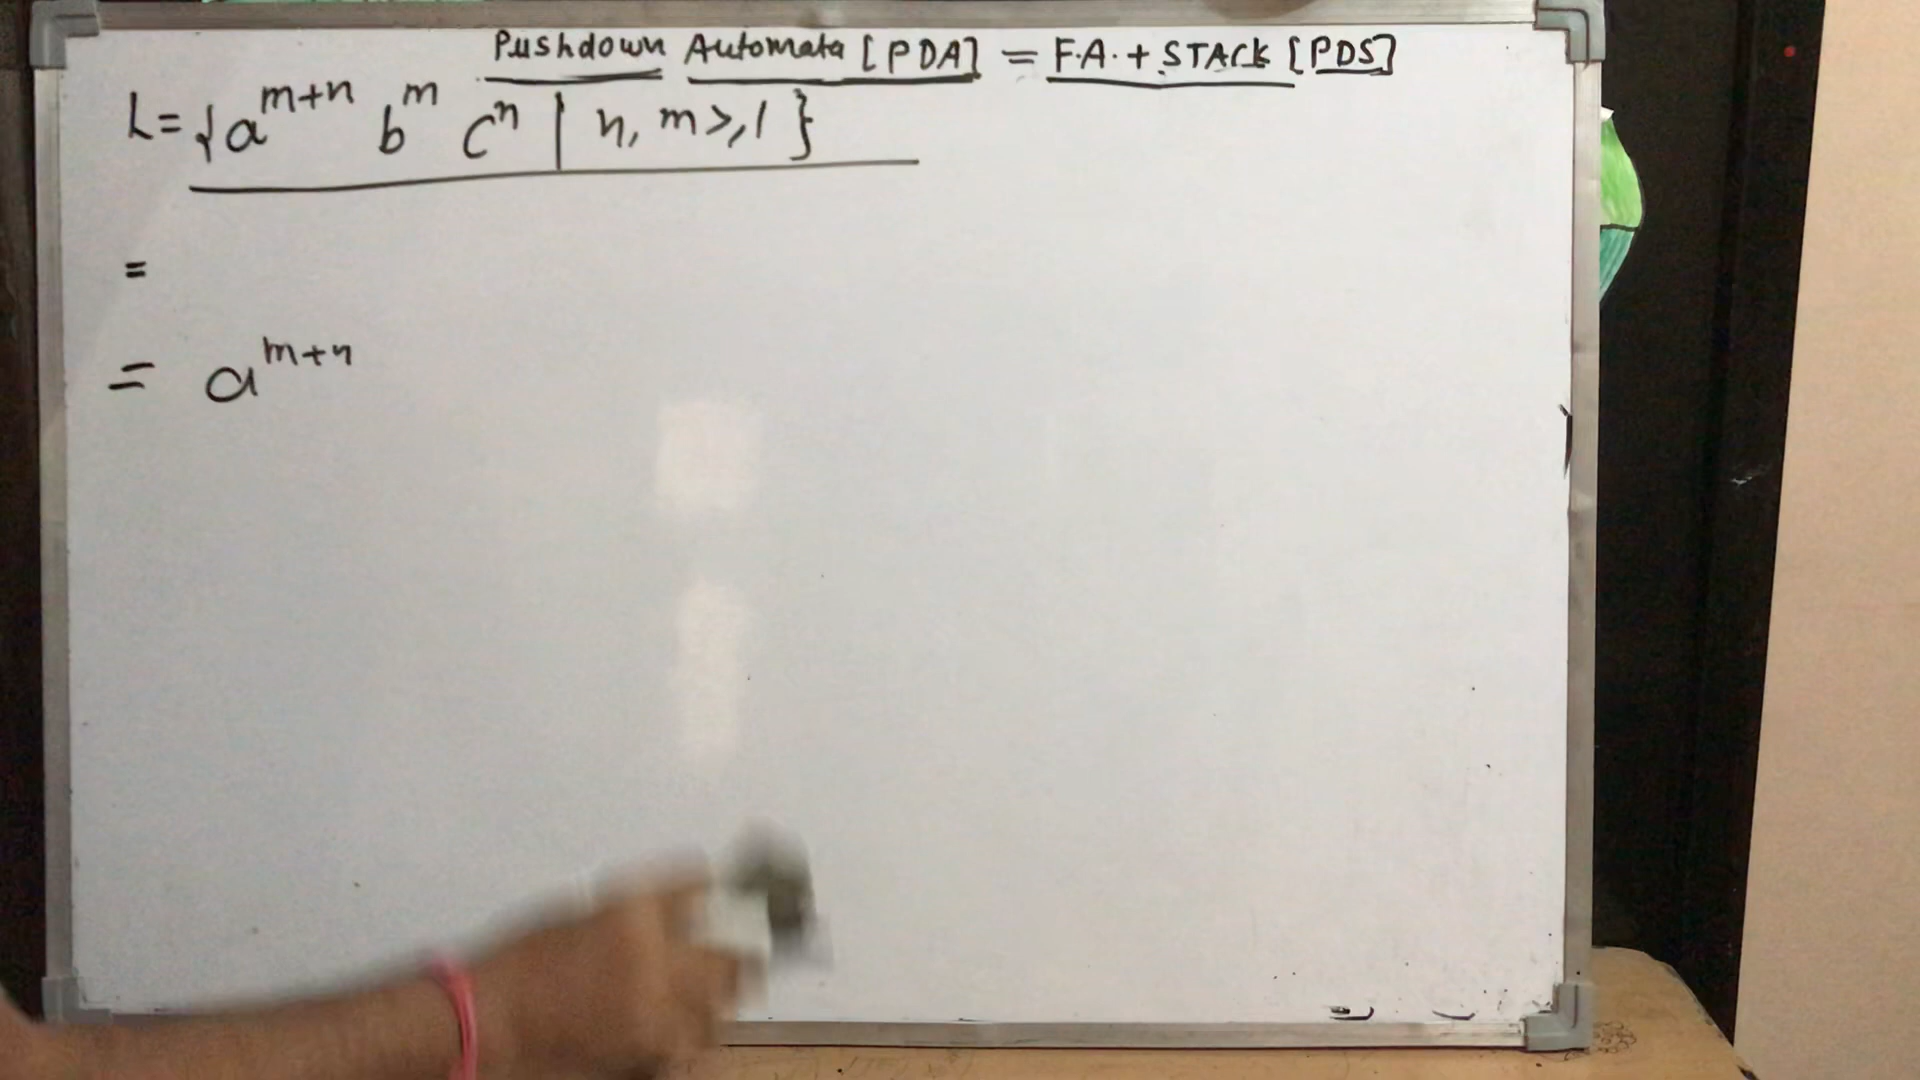 Pushdown Automata [PDA] = F.A. + STACK [PDS]
L = {a^{m+n} b^m c^n | n, m >, 1}
=
= a^{m+n}